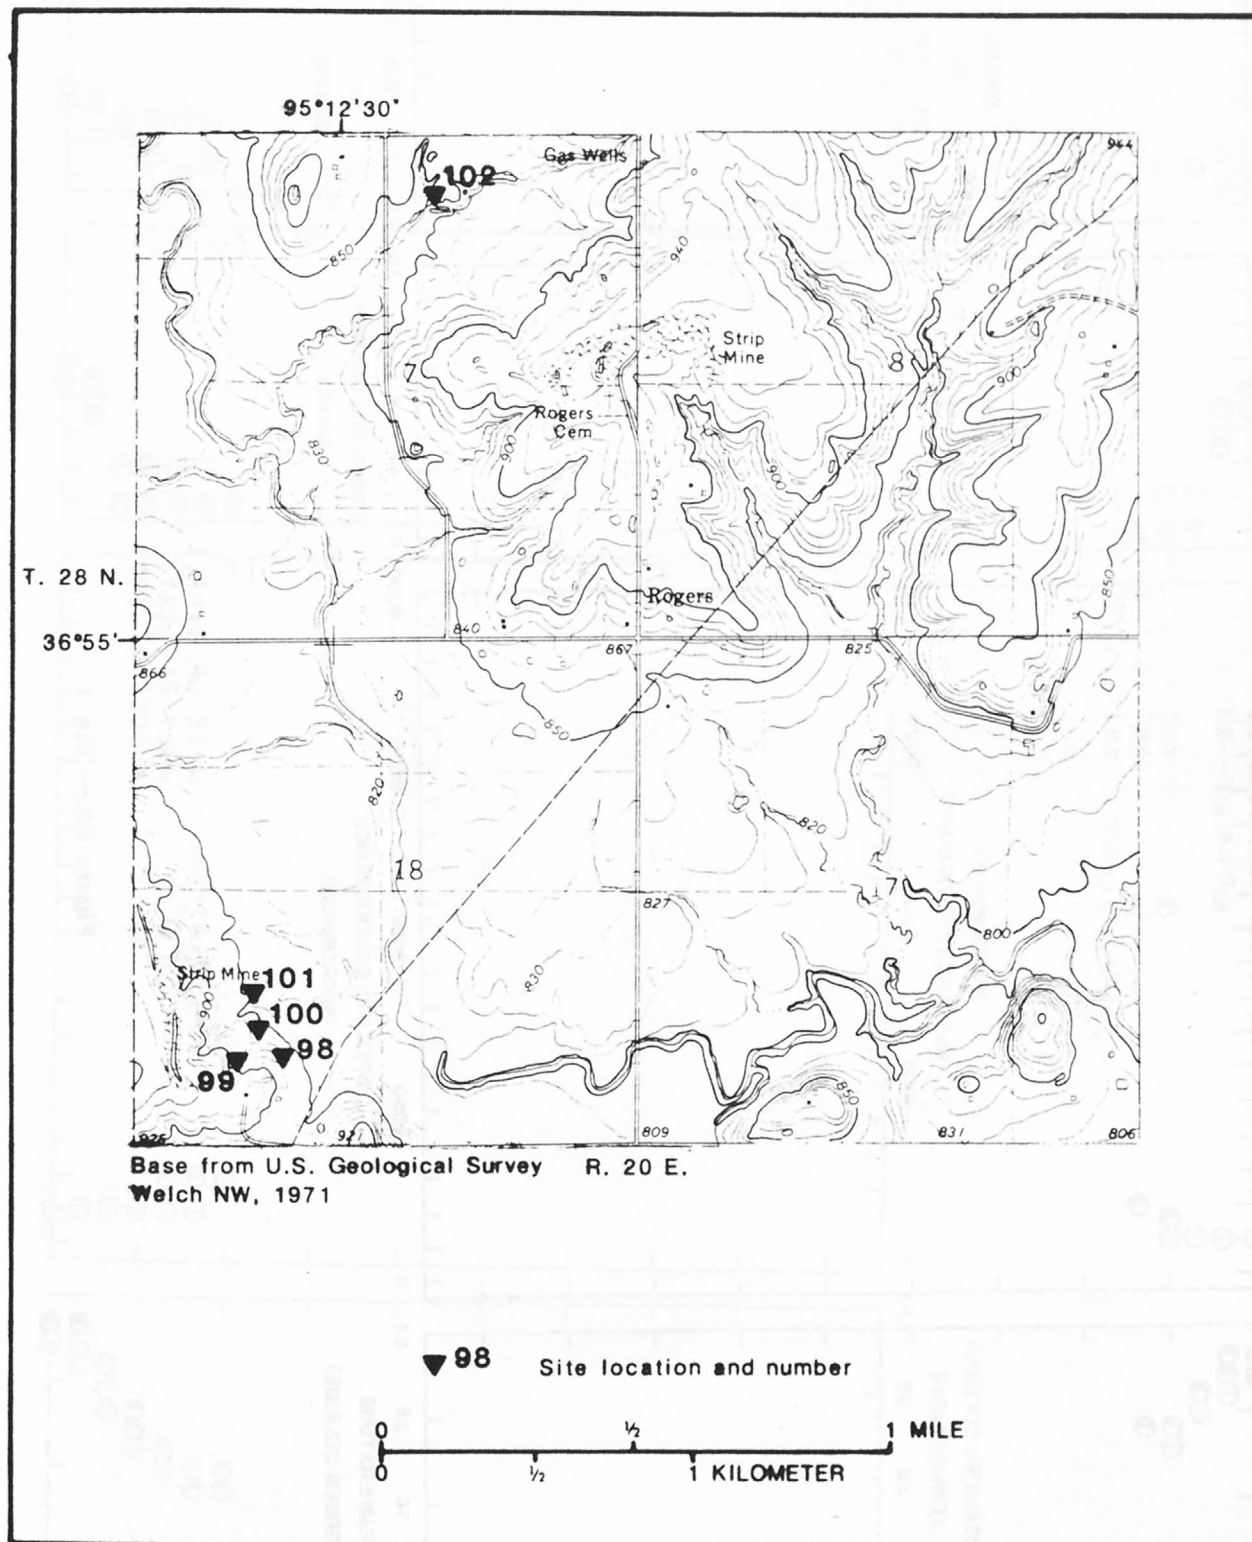 95°12'30"
Gas Wells
944
102
850
940
Strip
Mine
7
8
900
Rogers
Cem
830
900
900
T. 28 N.
850
Rogers
36°55'
840
867
825
866
850
820
820
18
827
7
800
Strip Mine
101
830
900
100
98
99
850
925
921
809
831
806
Base from U.S. Geological Survey R. 20 E.
Welch NW, 1971
98 Site location and number
0 1/2 1 MILE
0 1/2 1 KILOMETER